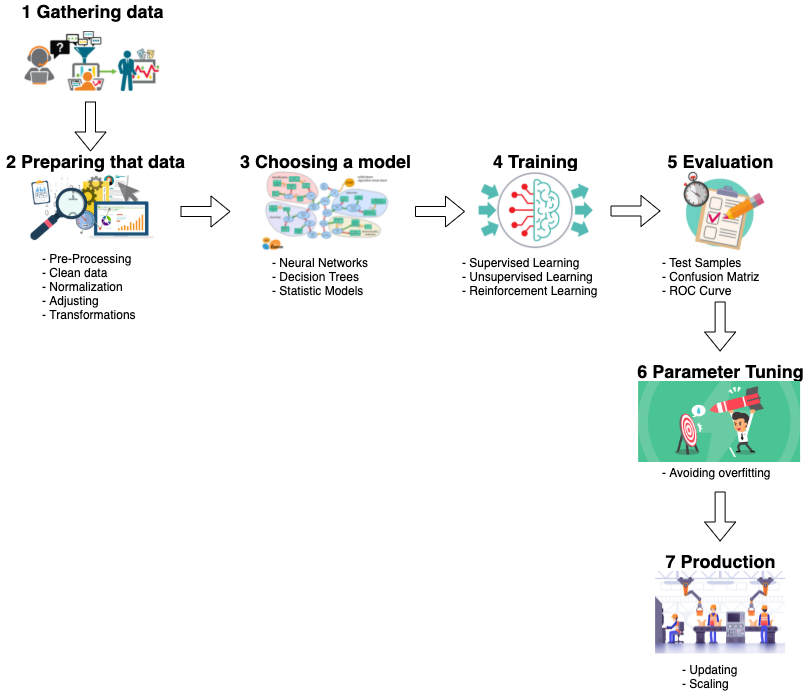 1 Gathering data
?
2 Preparing that data
- Pre-Processing
- Clean data
- Normalization
- Adjusting
- Transformations
3 Choosing a model
- Neural Networks
- Decision Trees
- Statistic Models
4 Training
- Supervised Learning
- Unsupervised Learning
- Reinforcement Learning
5 Evaluation
- Test Samples
- Confusion Matriz
- ROC Curve
6 Parameter Tuning
- Avoiding overfitting
7 Production
- Updating
- Scaling